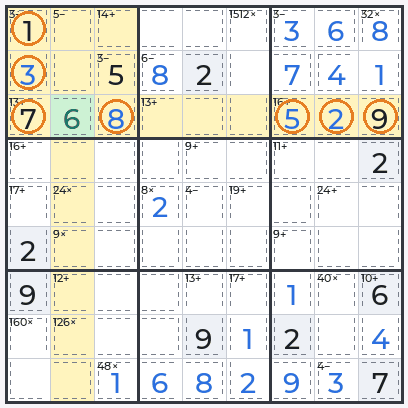 3- 5- 14+ 1512× 3- 32×
1 3 6 8
3- 6-
3 5 8 2 7 4 1
13 13+ 16
7 6 8 5 2 9
16+ 9+ 11+
2
17+ 24× 8× 4- 19+ 24+
2
9× 9+
2
12+ 13+ 17+ 40× 10+
9 1 6
160× 126×
9 1 2 4
48× 4-
1 6 8 2 9 3 7